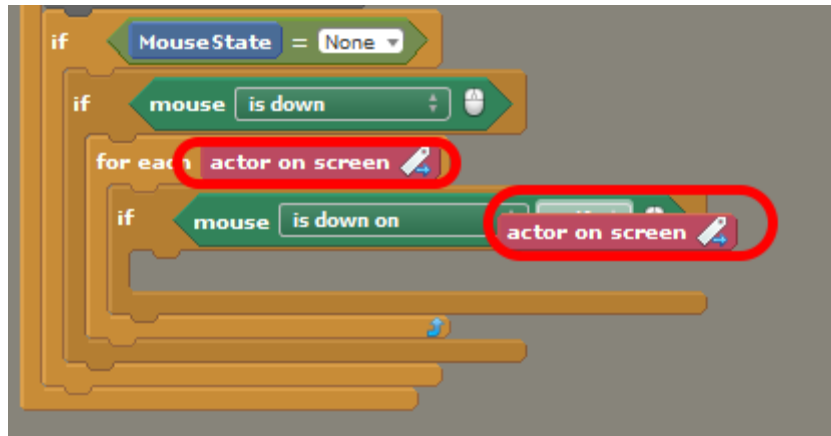 if MouseState = None
if mouse is down
for each actor on screen
if mouse is down on actor on screen